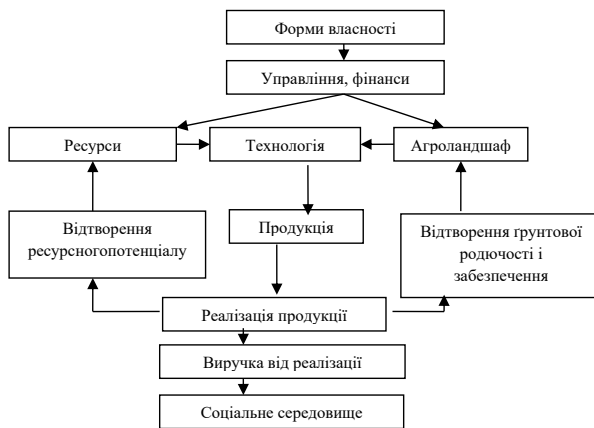 Форми власності
Управління, фінанси
Ресурси
Технологія
Агроландшаф
Відтворення
ресурсногопотенціалу
Продукція
Відтворення ґрунтової
родючості і
забезпечення
Реалізація продукції
Виручка від реалізації
Соціальне середовище